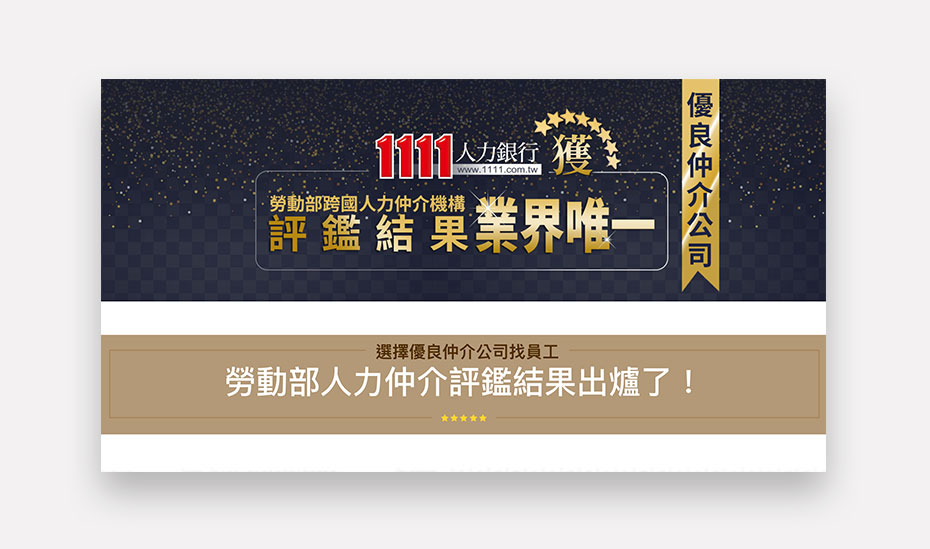 1111人力銀行 獲
www.1111.com.tw
勞動部跨國人力仲介機構
評鑑結果業界唯一
優良仲介公司
選擇優良仲介公司找員工
勞動部人力仲介評鑑結果出爐了！